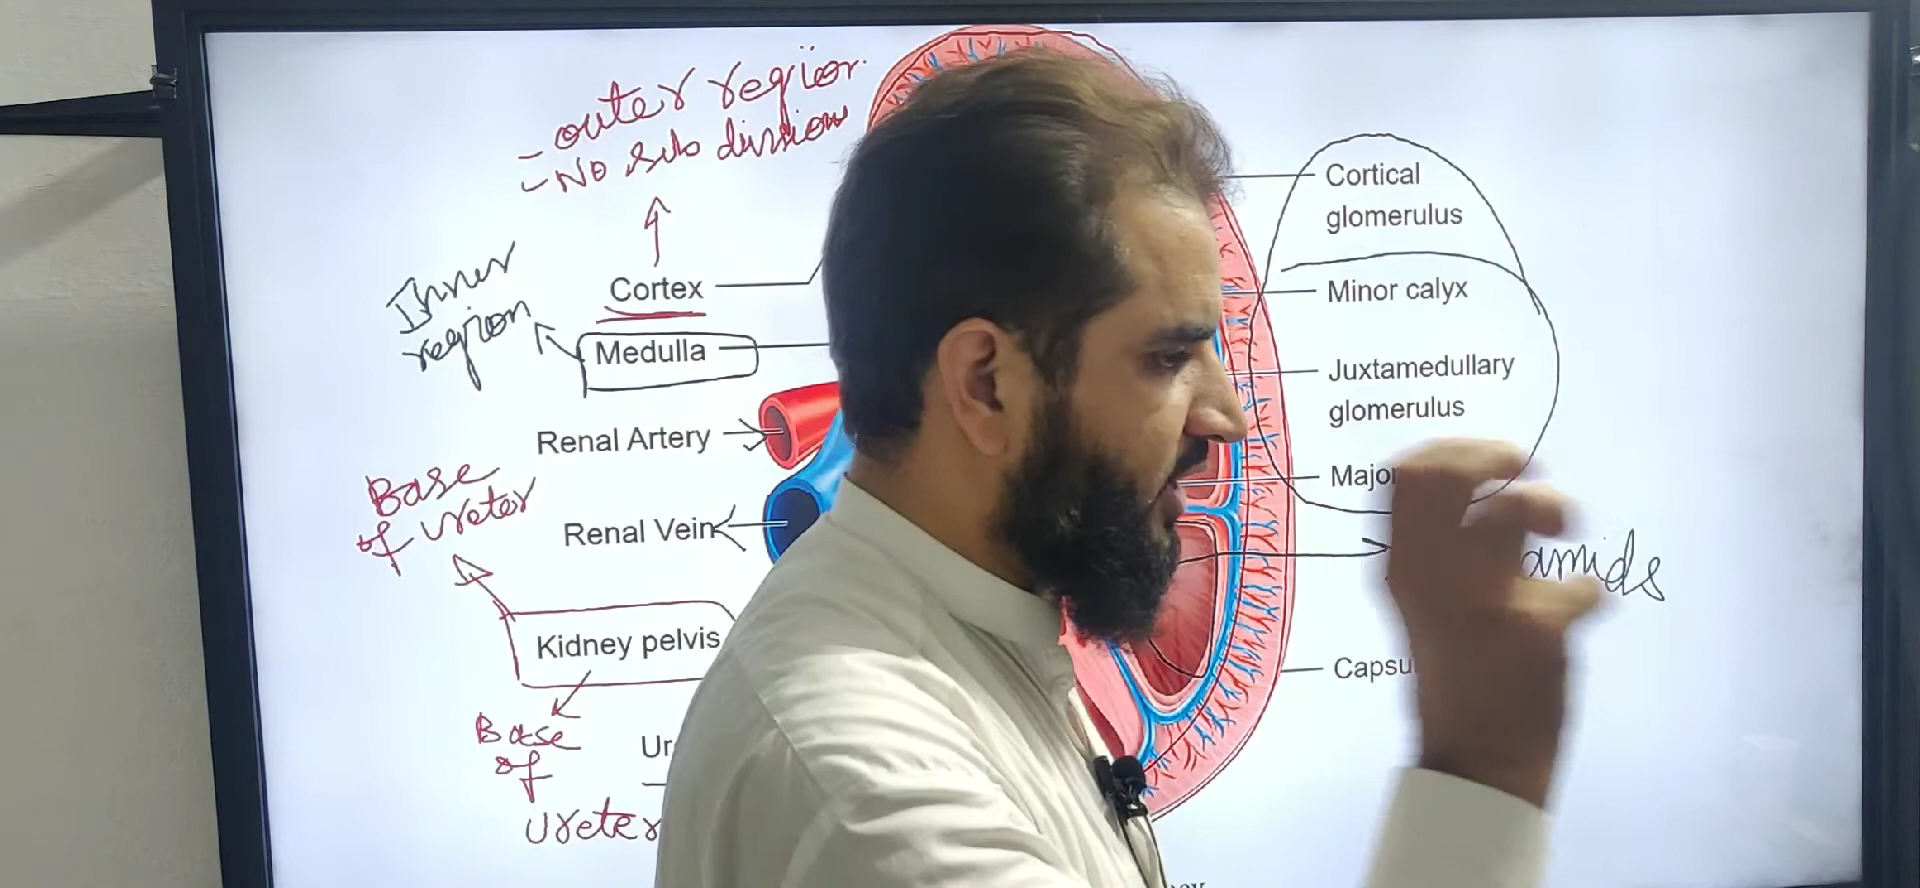 - outer region.
- No sub division
Cortex
Inner
region
Medulla
Renal Artery
Base
of Ureter
Renal Vein
Kidney pelvis
Base
of
Ureter
Cortical
glomerulus
Minor calyx
Juxtamedullary
glomerulus